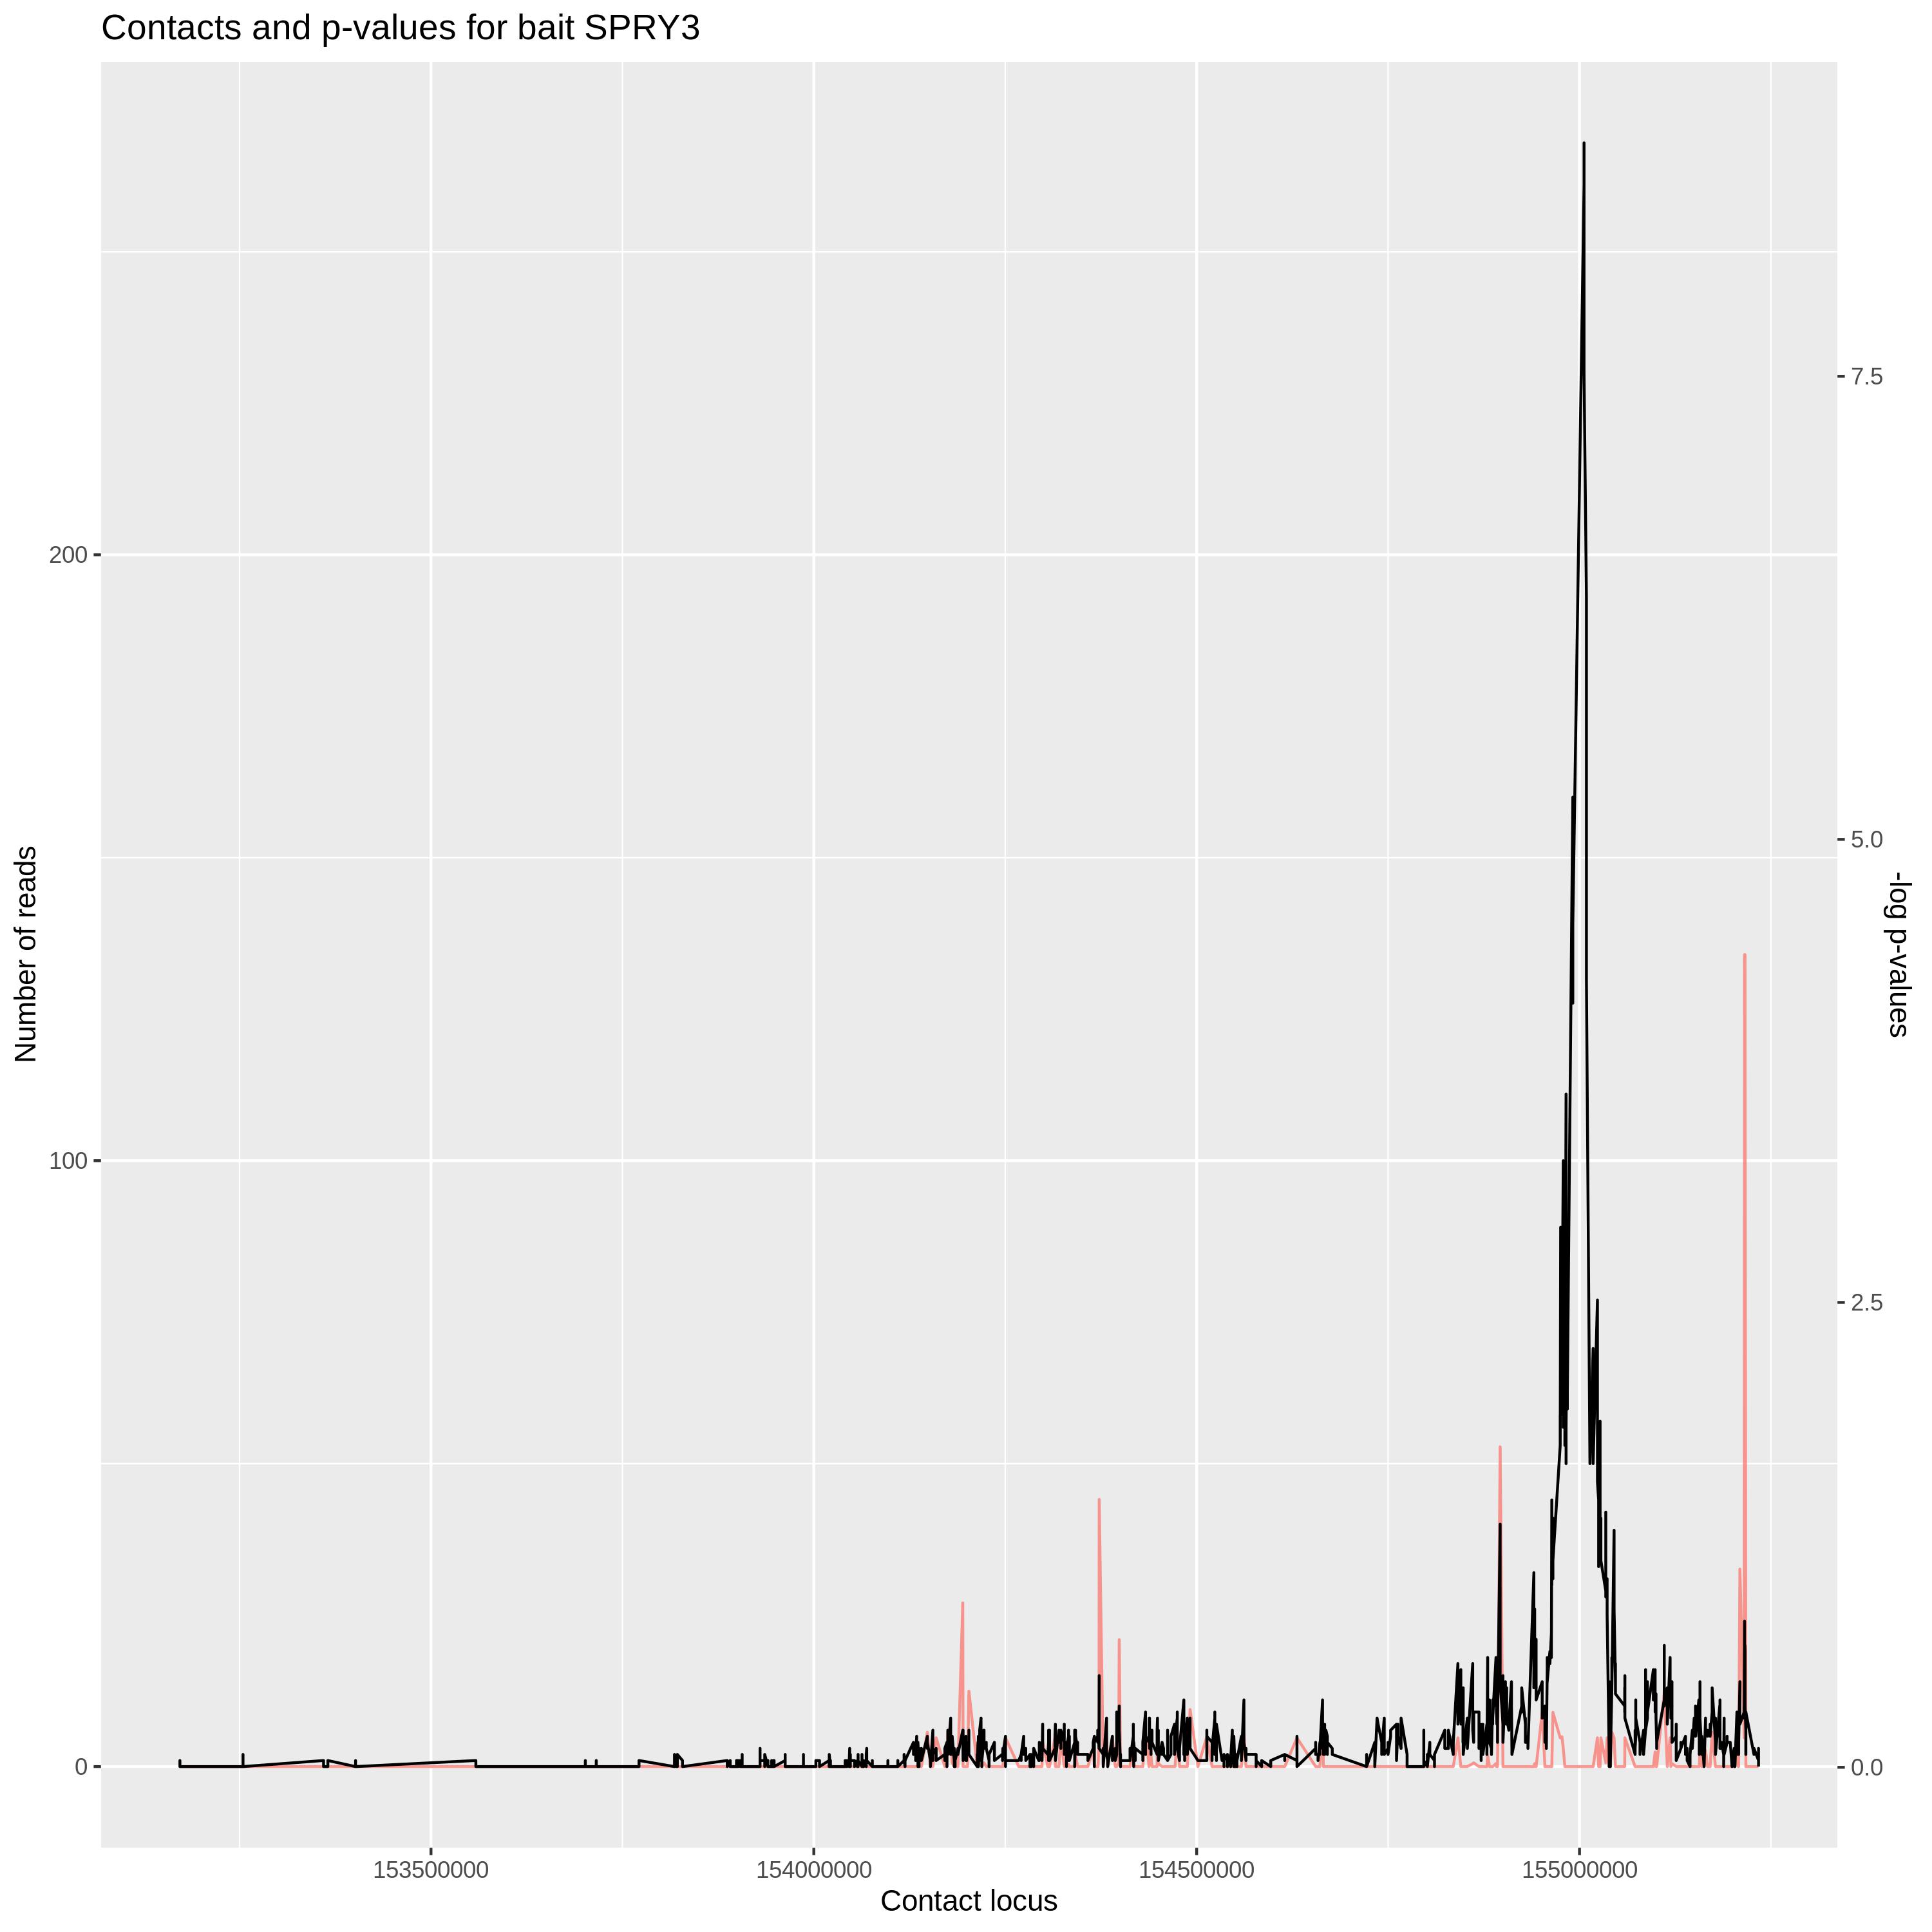 Contacts and p-values for bait SPRY3
Number of reads
200
100
0
7.5
5.0
2.5
0.0
-log p-values
153500000
154000000
154500000
155000000
Contact locus